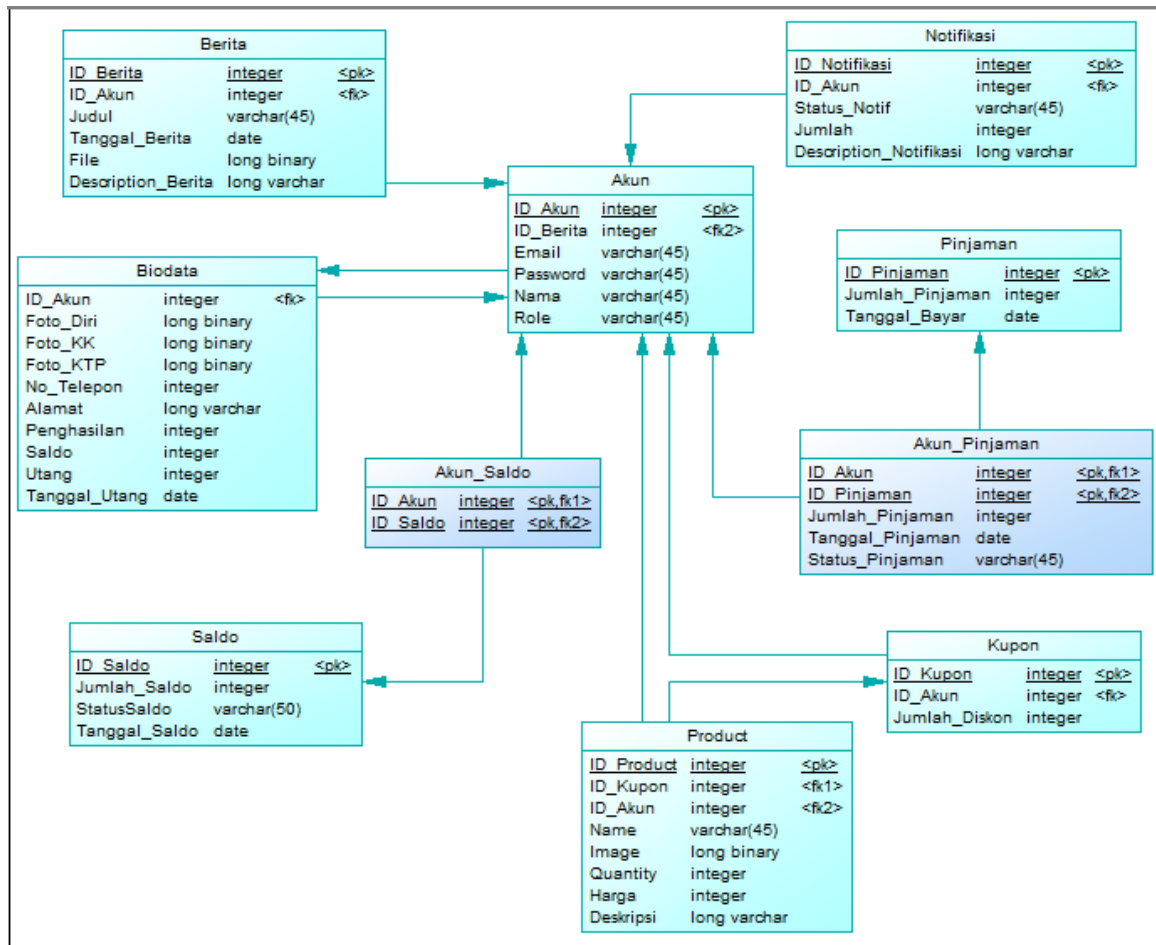 Berita
ID_Berita integer <pk>
ID_Akun integer <fk>
Judul varchar(45)
Tanggal_Berita date
File long binary
Description_Berita long varchar
Notifikasi
ID_Notifikasi integer <pk>
ID_Akun integer <fk>
Status_Notif varchar(45)
Jumlah integer
Description_Notifikasi long varchar
Akun
ID_Akun integer <pk>
ID_Berita integer <fk2>
Email varchar(45)
Password varchar(45)
Nama varchar(45)
Role varchar(45)
Pinjaman
ID_Pinjaman integer <pk>
Jumlah_Pinjaman integer
Tanggal_Bayar date
Biodata
ID_Akun integer <fk>
Foto_Diri long binary
Foto_KK long binary
Foto_KTP long binary
No_Telepon integer
Alamat long varchar
Penghasilan integer
Saldo integer
Utang integer
Tanggal_Utang date
Akun_Saldo
ID_Akun integer <pk,fk1>
ID_Saldo integer <pk,fk2>
Akun_Pinjaman
ID_Akun integer <pk,fk1>
ID_Pinjaman integer <pk,fk2>
Jumlah_Pinjaman integer
Tanggal_Pinjaman date
Status_Pinjaman varchar(45)
Saldo
ID_Saldo integer <pk>
Jumlah_Saldo integer
StatusSaldo varchar(50)
Tanggal_Saldo date
Kupon
ID_Kupon integer <pk>
ID_Akun integer <fk>
Jumlah_Diskon integer
Product
ID_Product integer <pk>
ID_Kupon integer <fk1>
ID_Akun integer <fk2>
Name varchar(45)
Image long binary
Quantity integer
Harga integer
Deskripsi long varchar